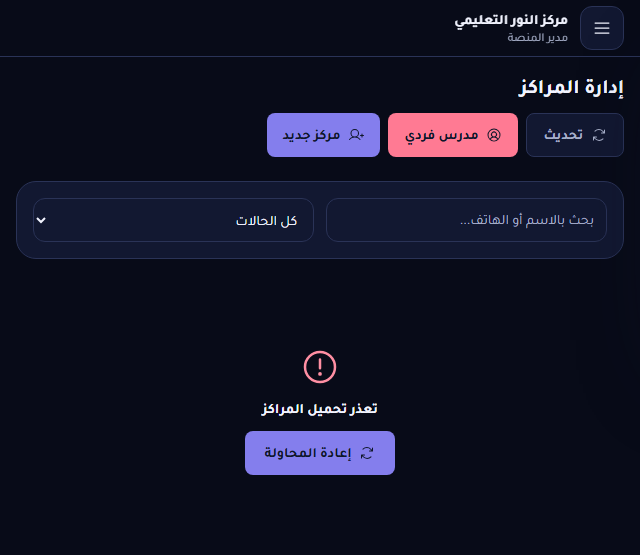 مركز النور التعليمي
مدير المنصة
إدارة المراكز
تحديث
مدرس فردي
مركز جديد
بحث بالاسم أو الهاتف...
كل الحالات
تعذر تحميل المراكز
إعادة المحاولة